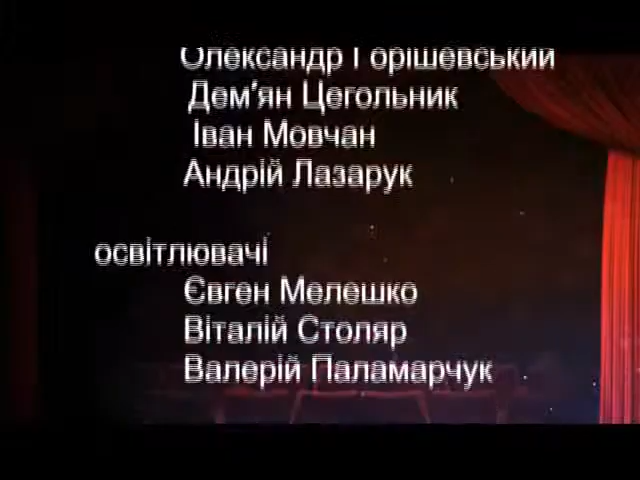 Олександр Горішевський
Дем'ян Цегольник
Іван Мовчан
Андрій Лазарук
освітлювачі
Євген Мелешко
Віталій Столяр
Валерій Паламарчук